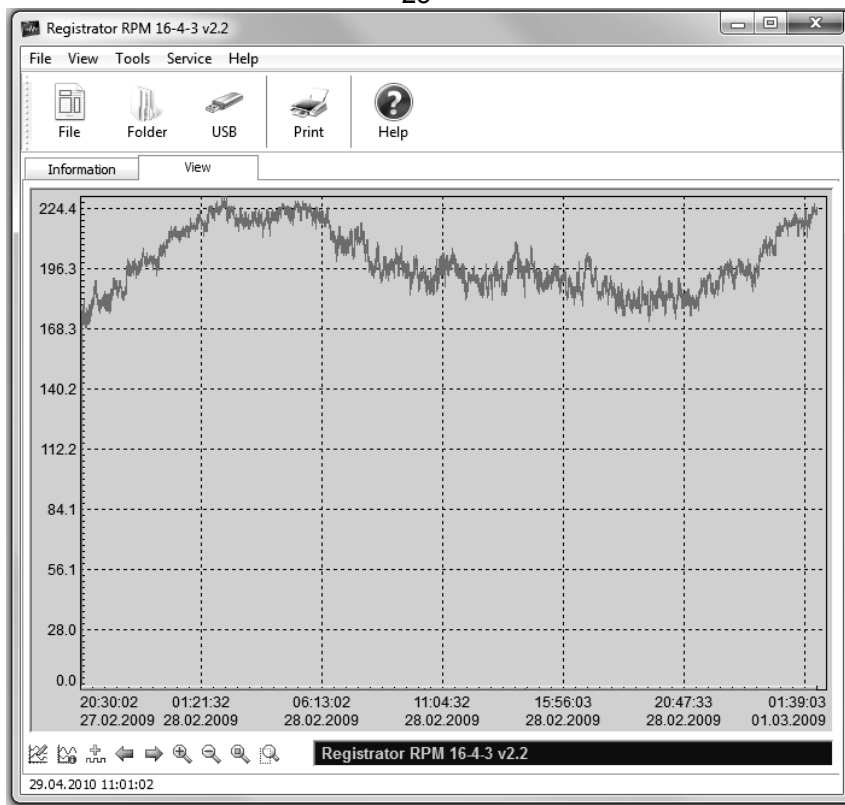 Registrator RPM 16-4-3 v2.2
File View Tools Service Help
File Folder USB Print Help
Information View
224.4
196.3
168.3
140.2
112.2
84.1
56.1
28.0
0.0
20:30:02 01:21:32 06:13:02 11:04:32 15:56:03 20:47:33 01:39:03
27.02.2009 28.02.2009 28.02.2009 28.02.2009 28.02.2009 28.02.2009 01.03.2009
Registrator RPM 16-4-3 v2.2
29.04.2010 11:01:02